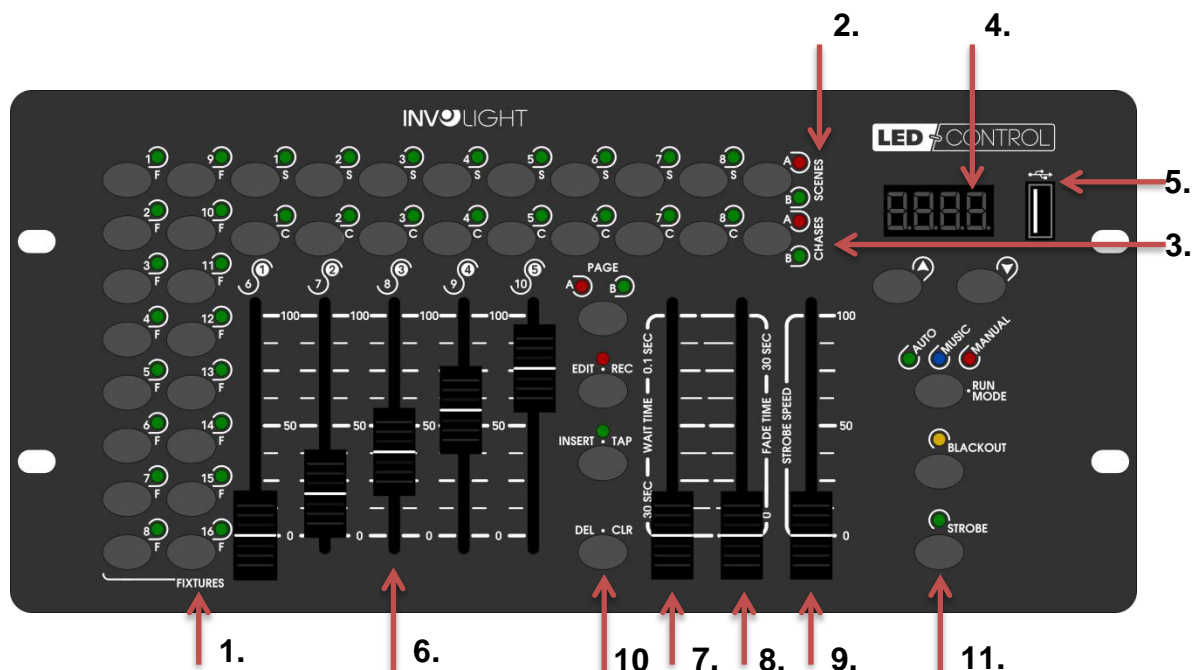 2.
4.
INVOLIGHT
LED CONTROL
1 9 1 2 3 4 5 6 7 8 A
F F S S S S S S S S SCENES
5.
B
2 10 1 2 3 4 5 6 7 8 A
F F C C C C C C C C CHASES
3.
B
8.8.8.8.
3 11
F F
6 1 7 2 8 3 9 4 10 5
PAGE
A B
4 12
F F
100 100 100 100 100
AUTO MUSIC MANUAL
EDIT • REC
RUN
MODE
5 13
F F
30 SEC WAIT TIME 0.1 SEC
0 FADE TIME 30 SEC
STROBE SPEED
6 14
F F
50 50 50 50 50
INSERT • TAP
BLACKOUT
7 15
F F
8 16
F F
0 0 0 0
DEL • CLR
STROBE
FIXTURES
1.
6.
10
7.
8.
9.
11.